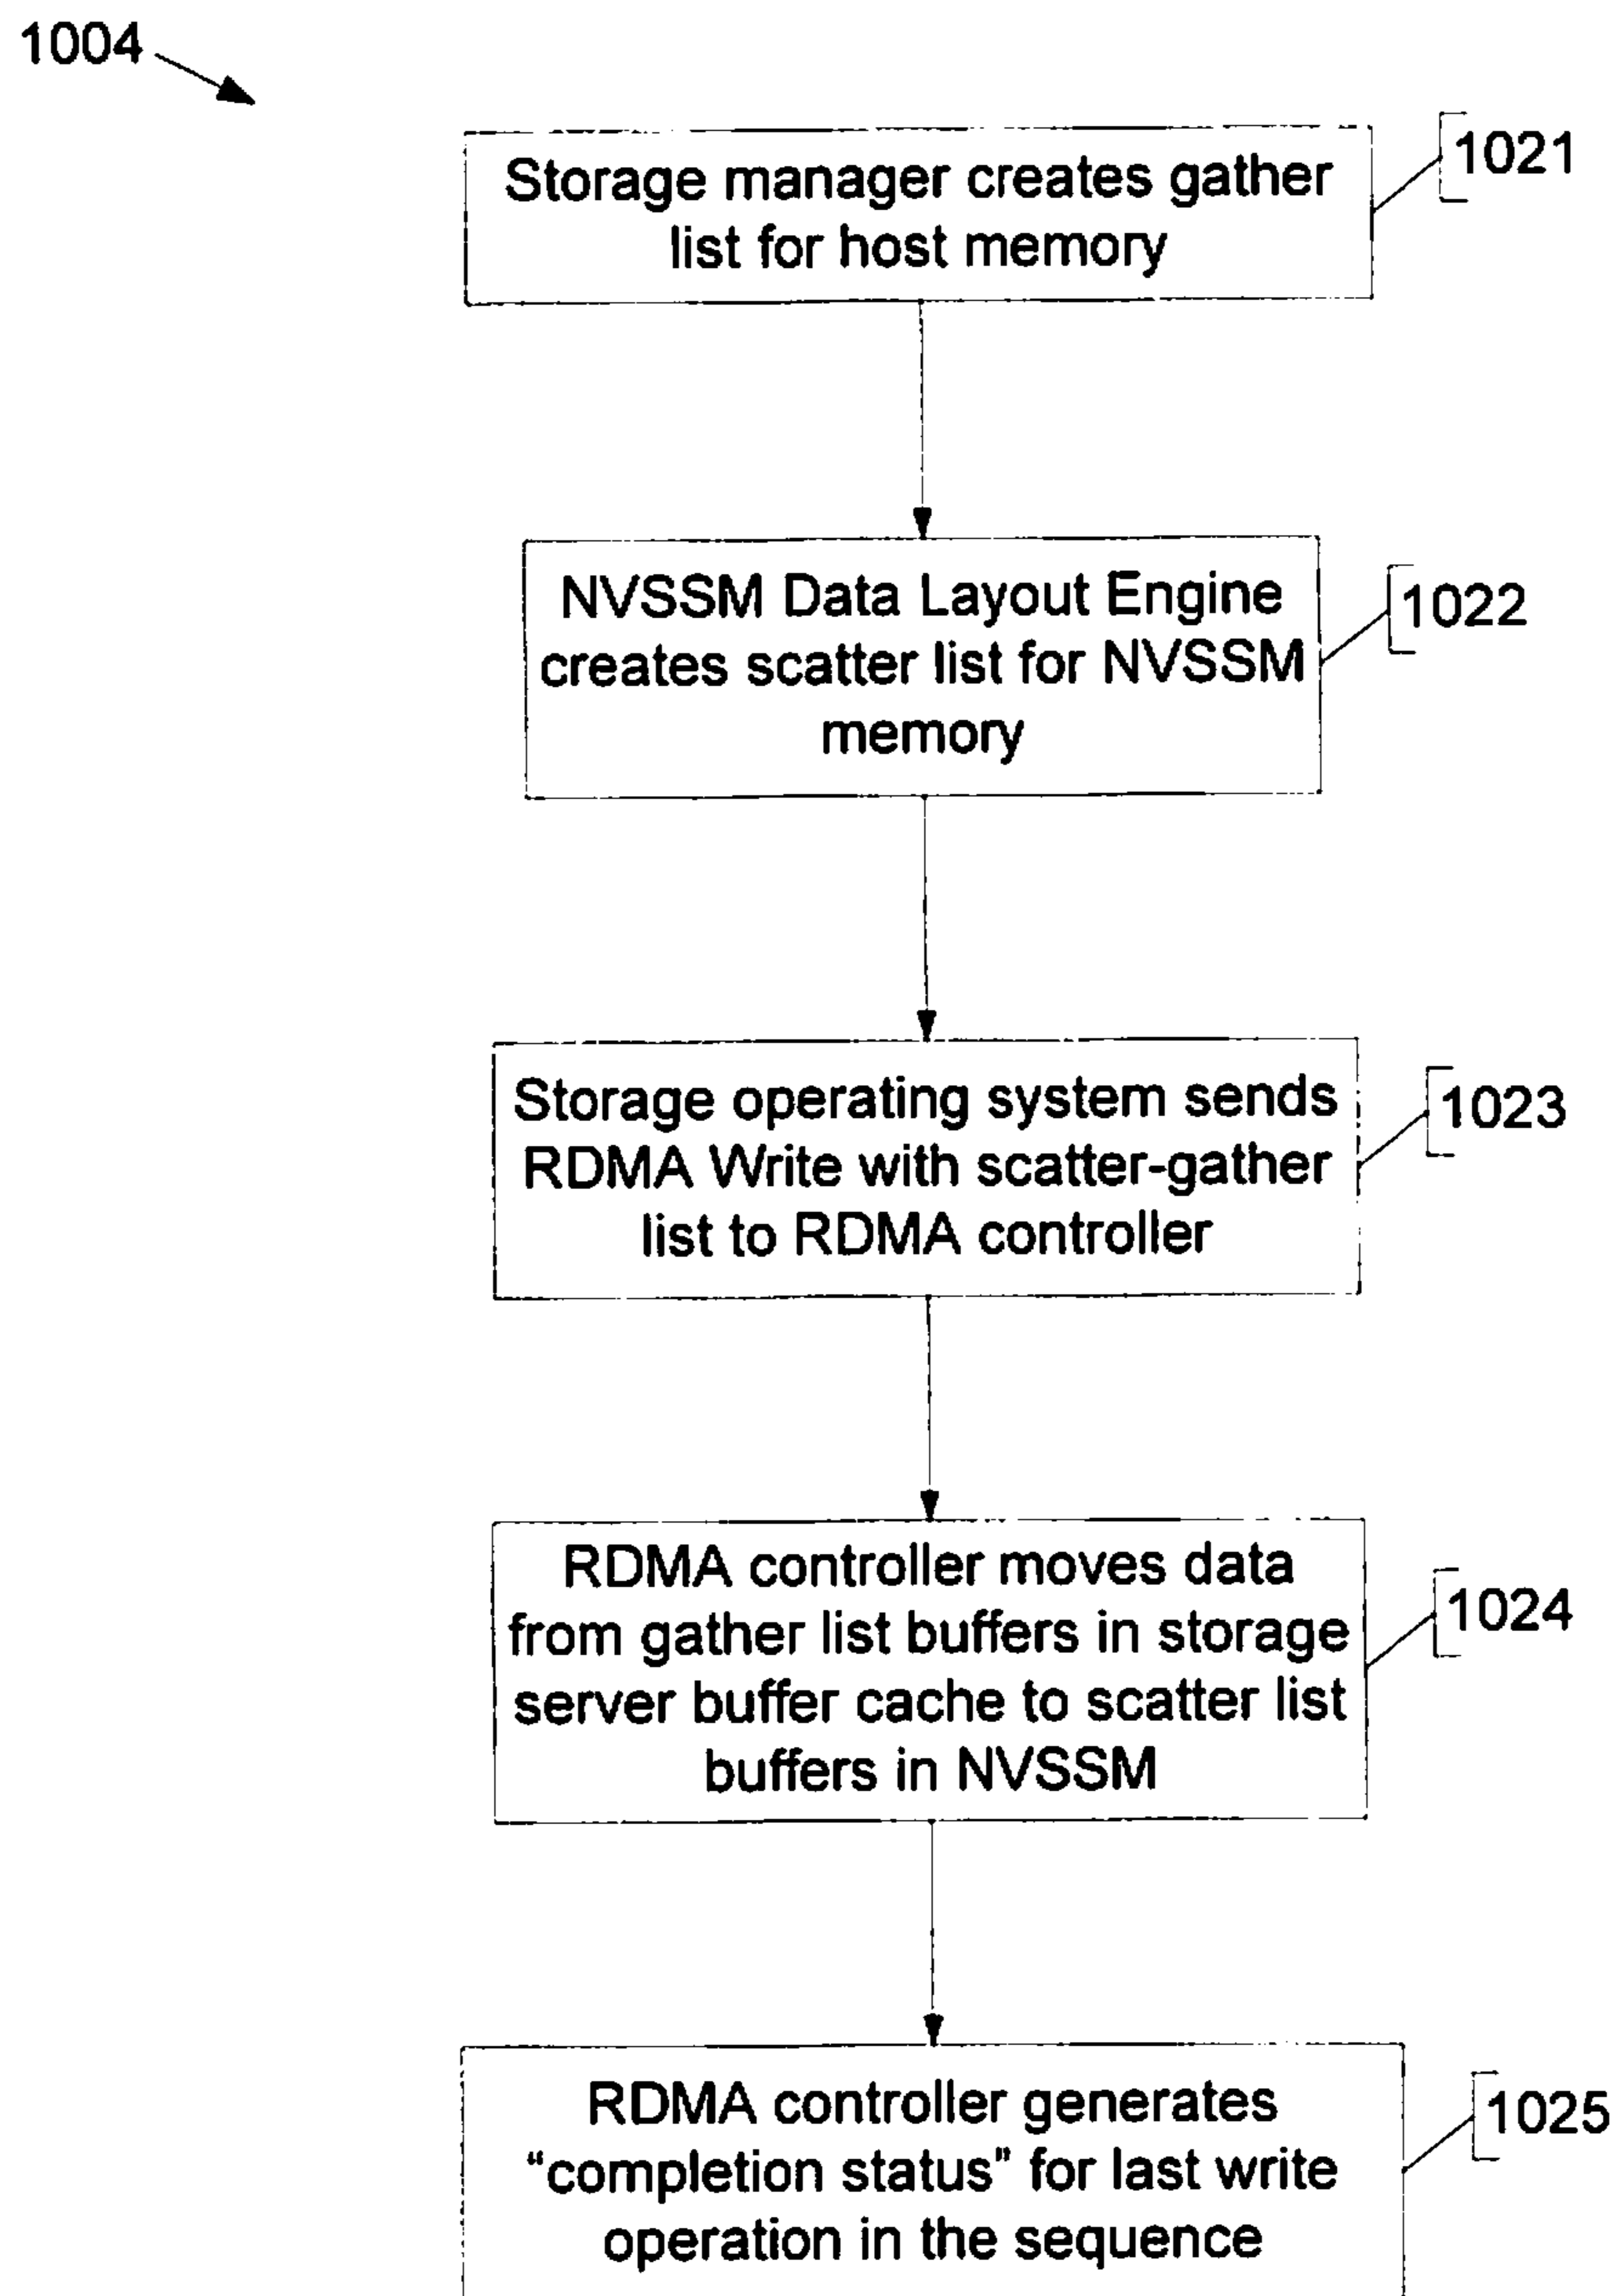 1004
Storage manager creates gather
list for host memory
1021
NVSSM Data Layout Engine
creates scatter list for NVSSM
memory
1022
Storage operating system sends
RDMA Write with scatter-gather
list to RDMA controller
1023
RDMA controller moves data
from gather list buffers in storage
server buffer cache to scatter list
buffers in NVSSM
1024
RDMA controller generates
“completion status” for last write
operation in the sequence
1025